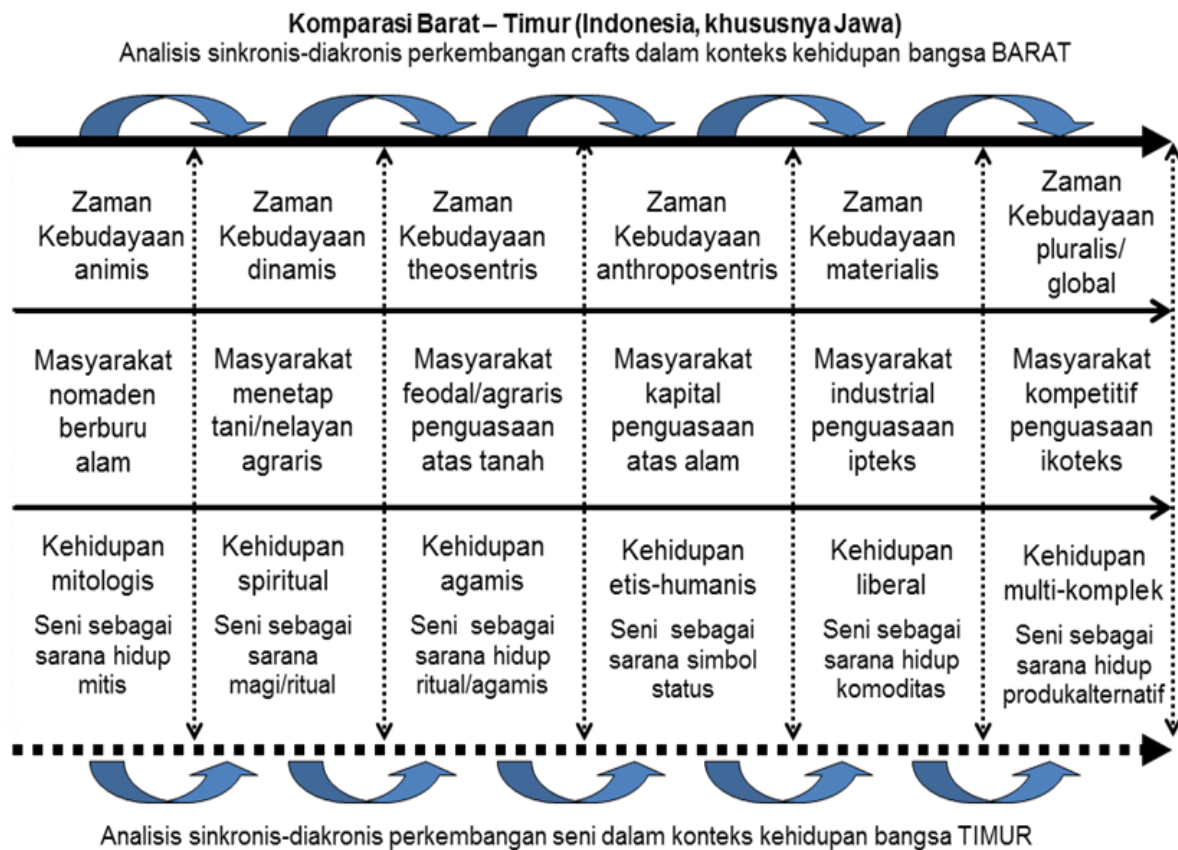 Komparasi Barat – Timur (Indonesia, khususnya Jawa)
Analisis sinkronis-diakronis perkembangan crafts dalam konteks kehidupan bangsa BARAT
Zaman
Kebudayaan
animis
Zaman
Kebudayaan
dinamis
Zaman
Kebudayaan
theosentris
Zaman
Kebudayaan
anthroposentris
Zaman
Kebudayaan
materialis
Zaman
Kebudayaan
pluralis/
global
Masyarakat
nomaden
berburu
alam
Masyarakat
menetap
tani/nelayan
agraris
Masyarakat
feodal/agraris
penguasaan
atas tanah
Masyarakat
kapital
penguasaan
atas alam
Masyarakat
industrial
penguasaan
ipteks
Masyarakat
kompetitif
penguasaan
ikoteks
Kehidupan
mitologis
Seni sebagai
sarana hidup
mitis
Kehidupan
spiritual
Seni sebagai
sarana
magi/ritual
Kehidupan
agamis
Seni sebagai
sarana hidup
ritual/agamis
Kehidupan
etis-humanis
Seni sebagai
sarana simbol
status
Kehidupan
liberal
Seni sebagai
sarana hidup
komoditas
Kehidupan
multi-komplek
Seni sebagai
sarana hidup
produkalternatif
Analisis sinkronis-diakronis perkembangan seni dalam konteks kehidupan bangsa TIMUR